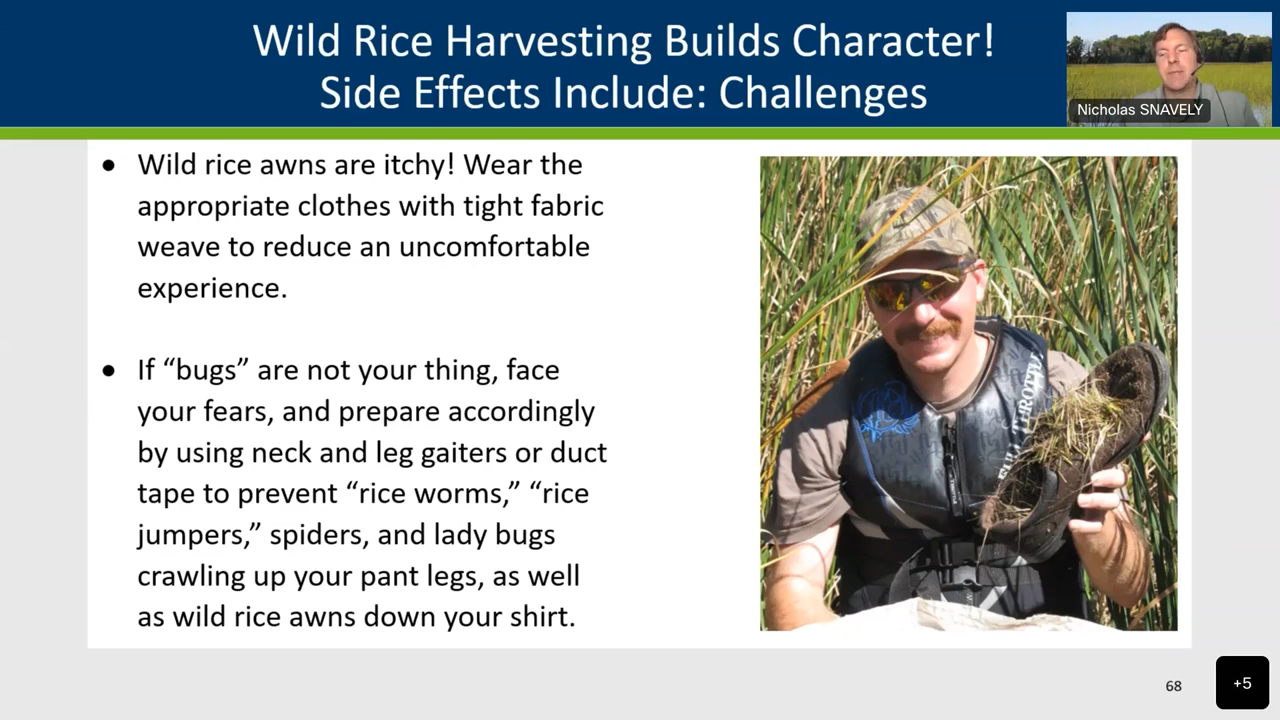 Wild Rice Harvesting Builds Character!
Side Effects Include: Challenges
Nicholas SNAVELY
● Wild rice awns are itchy! Wear the
appropriate clothes with tight fabric
weave to reduce an uncomfortable
experience.
● If “bugs” are not your thing, face
your fears, and prepare accordingly
by using neck and leg gaiters or duct
tape to prevent “rice worms,” “rice
jumpers,” spiders, and lady bugs
crawling up your pant legs, as well
as wild rice awns down your shirt.
68
+5